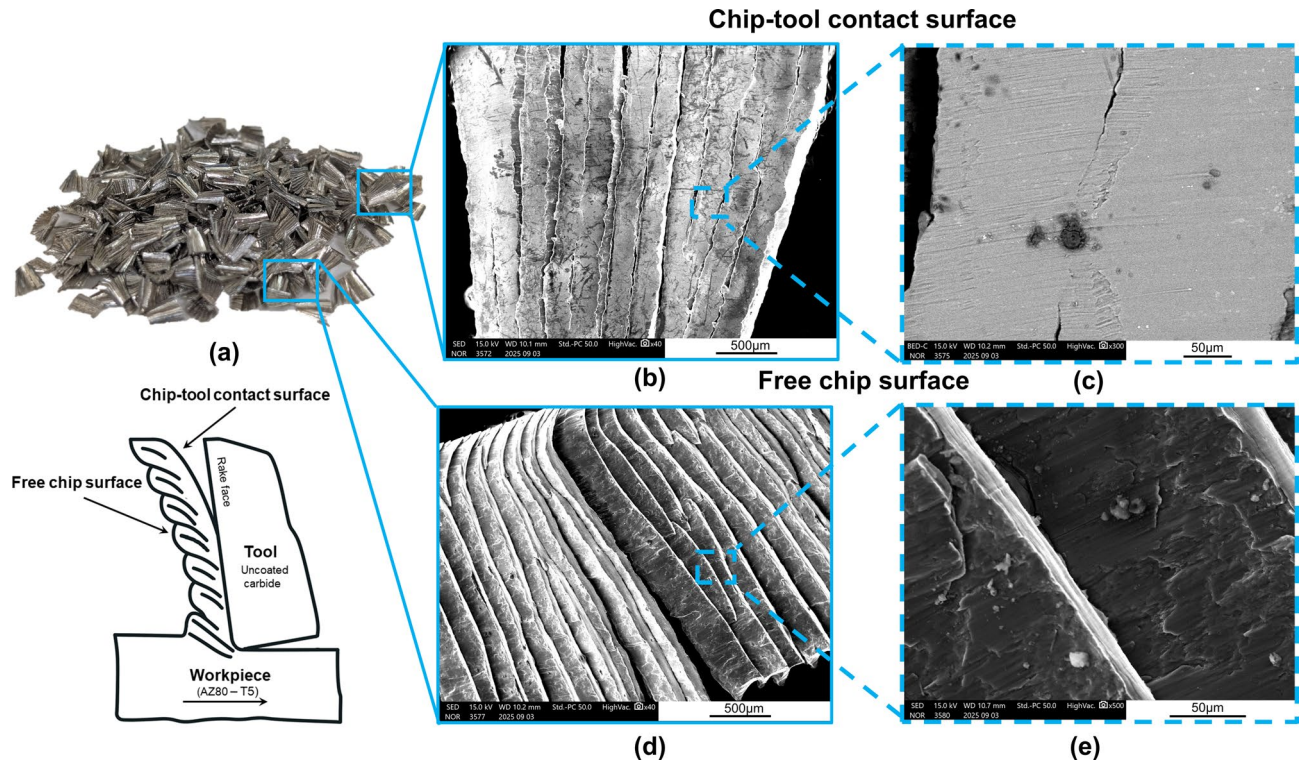 Chip-tool contact surface
(a)
SED 15.0 kV WD 10.1 mm Std.-PC 50.0 HighVac. x40
NOR 3572 2025 09 03
500µm
(b)
BED-C 15.0 kV WD 10.2 mm Std.-PC 50.0 HighVac. x300
NOR 3575 2025 09 03
50µm
(c)
Free chip surface
Chip-tool contact surface
Free chip surface
Rake face
Tool
Uncoated
carbide
Workpiece
(AZ80 – T5)
SED 15.0 kV WD 10.2 mm Std.-PC 50.0 HighVac. x40
NOR 3577 2025 09 03
500µm
(d)
SED 15.0 kV WD 10.7 mm Std.-PC 50.0 HighVac. x500
NOR 3580 2025 09 03
50µm
(e)